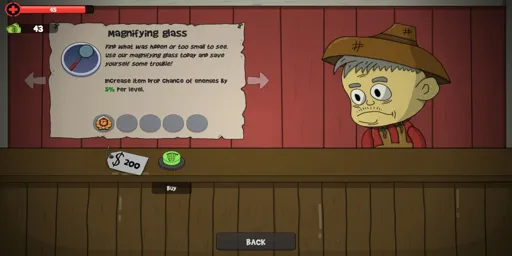 43
43
Magnifying glass
Find what was hidden or too small to see.
Use our magnifying glass today and save
yourself some trouble!
Increase item drop chance of enemies by
5% per level.
$ 200
Buy
BACK